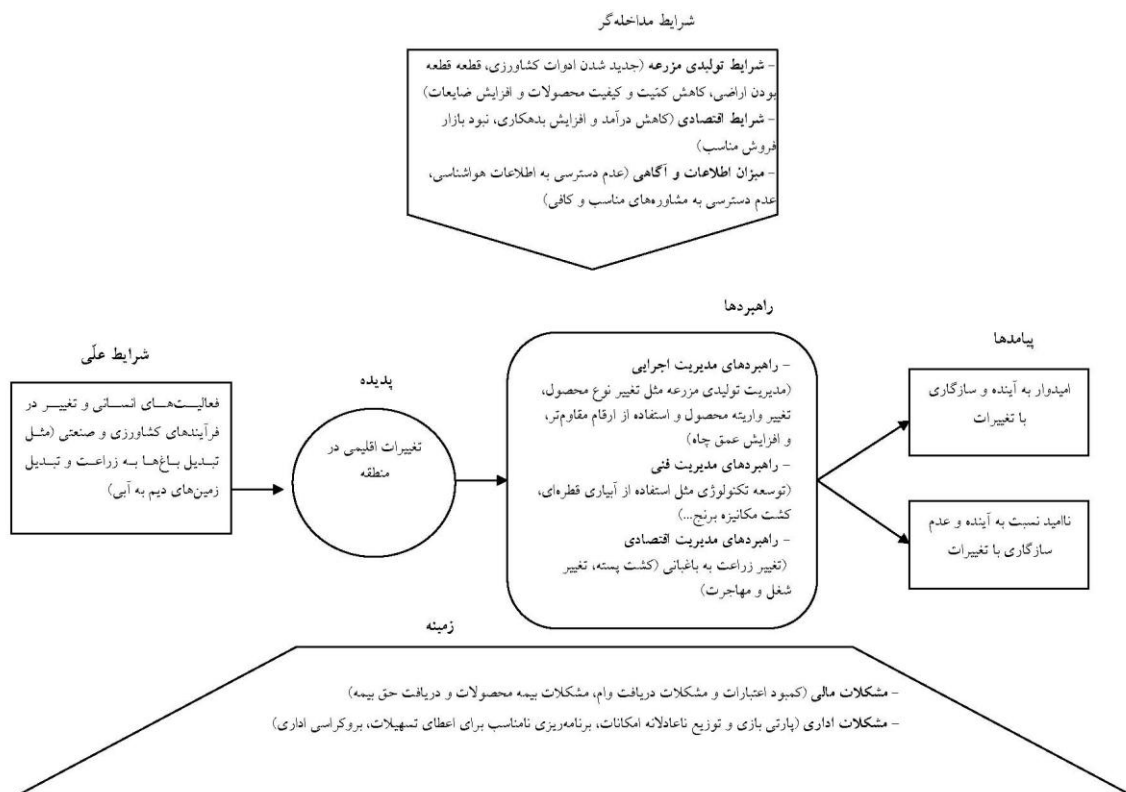 شرایط مداخله‌گر
– شرایط تولیدی مزرعه (جدید شدن ادوات کشاورزی، قطعه قطعه
بودن اراضی، کاهش کمّیت و کیفیت محصولات و افزایش ضایعات)
– شرایط اقتصادی (کاهش درآمد و افزایش بدهکاری، نبود بازار
فروش مناسب)
– میزان اطلاعات و آگاهی (عدم دسترسی به اطلاعات هواشناسی،
عدم دسترسی به مشاوره‌های مناسب و کافی)
شرایط علّی
فعالیت‌های انسانی و تغییر در
فرآیندهای کشاورزی و صنعتی (مثل
تبدیل باغ‌ها به زراعت و تبدیل
زمین‌های دیم به آبی)
پدیده
تغییرات اقلیمی در
منطقه
راهبردها
– راهبردهای مدیریت اجرایی
(مدیریت تولیدی مزرعه مثل تغییر نوع محصول،
تغییر واریته محصول و استفاده از ارقام مقاوم‌تر،
و افزایش عمق چاه)
– راهبردهای مدیریت فنی
(توسعه تکنولوژی مثل استفاده از آبیاری قطره‌ای،
کشت مکانیزه برنج...)
– راهبردهای مدیریت اقتصادی
(تغییر زراعت به باغبانی (کشت پسته، تغییر
شغل و مهاجرت)
پیامدها
امیدوار به آینده و سازگاری
با تغییرات
ناامید نسبت به آینده و عدم
سازگاری با تغییرات
زمینه
– مشکلات مالی (کمبود اعتبارات و مشکلات دریافت وام، مشکلات بیمه محصولات و دریافت حق بیمه)
– مشکلات اداری (پارتی بازی و توزیع ناعادلانه امکانات، برنامه‌ریزی نامناسب برای اعطای تسهیلات، بروکراسی اداری)